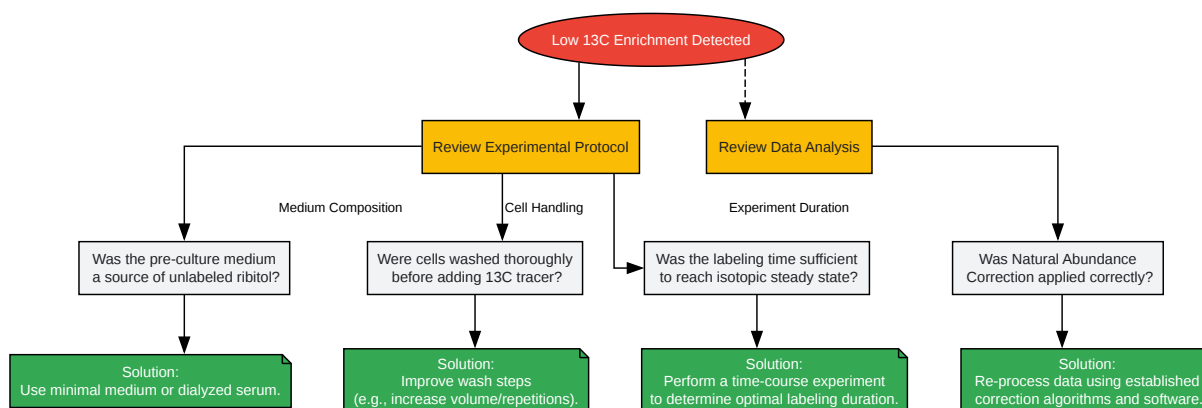 Low 13C Enrichment Detected
Review Experimental Protocol
Review Data Analysis
Medium Composition
Cell Handling
Experiment Duration
Was the pre-culture medium
a source of unlabeled ribitol?
Were cells washed thoroughly
before adding 13C tracer?
Was the labeling time sufficient
to reach isotopic steady state?
Was Natural Abundance
Correction applied correctly?
Solution:
Use minimal medium or dialyzed serum.
Solution:
Improve wash steps
(e.g., increase volume/repetitions).
Solution:
Perform a time-course experiment
to determine optimal labeling duration.
Solution:
Re-process data using established
correction algorithms and software.